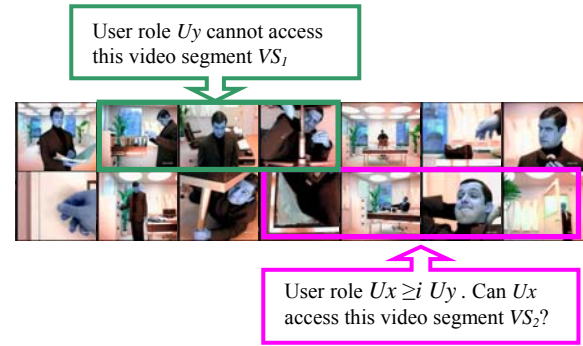 User role Uy cannot access
this video segment VS₁
User role Ux ≥i Uy . Can Ux
access this video segment VS₂?